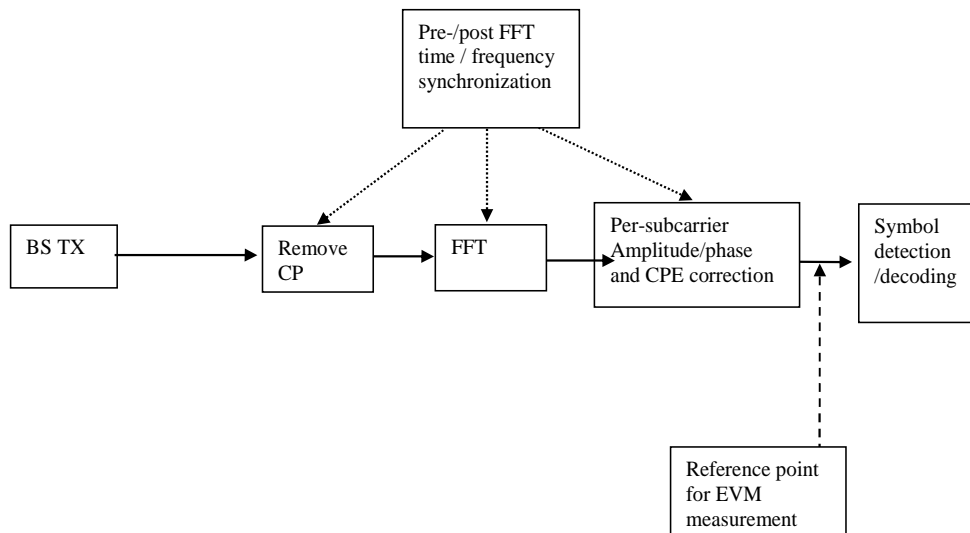 Pre-/post FFT
time / frequency
synchronization
BS TX
Remove
CP
FFT
Per-subcarrier
Amplitude/phase
and CPE correction
Symbol
detection
/decoding
Reference point
for EVM
measurement